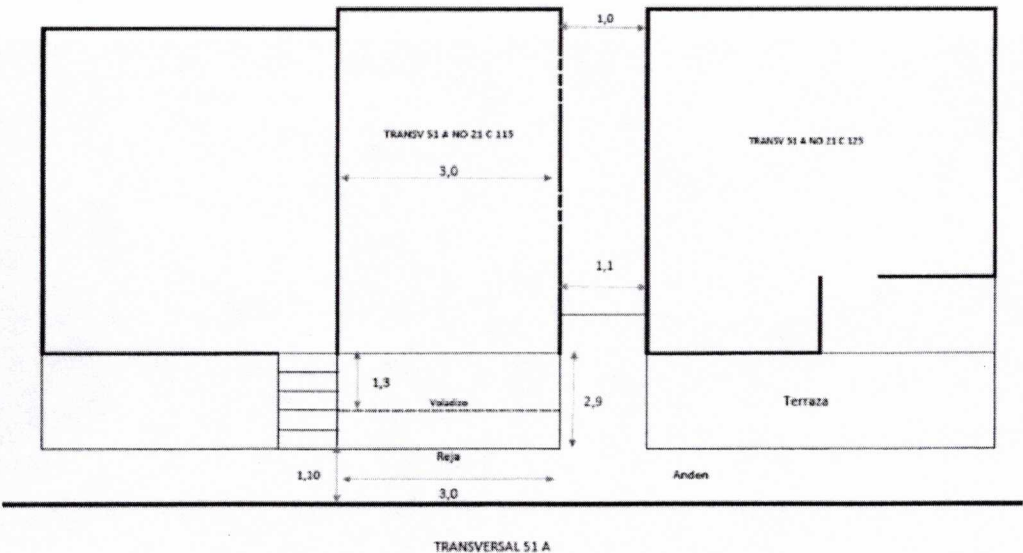 1,0
TRANSV 51 A NO 21 C 115
TRANSV 51 A NO 21 C 125
3,0
1,1
1,3
Voladizo
2,9
Terraza
Reja
1,10
3,0
Anden
TRANSVERSAL 51 A